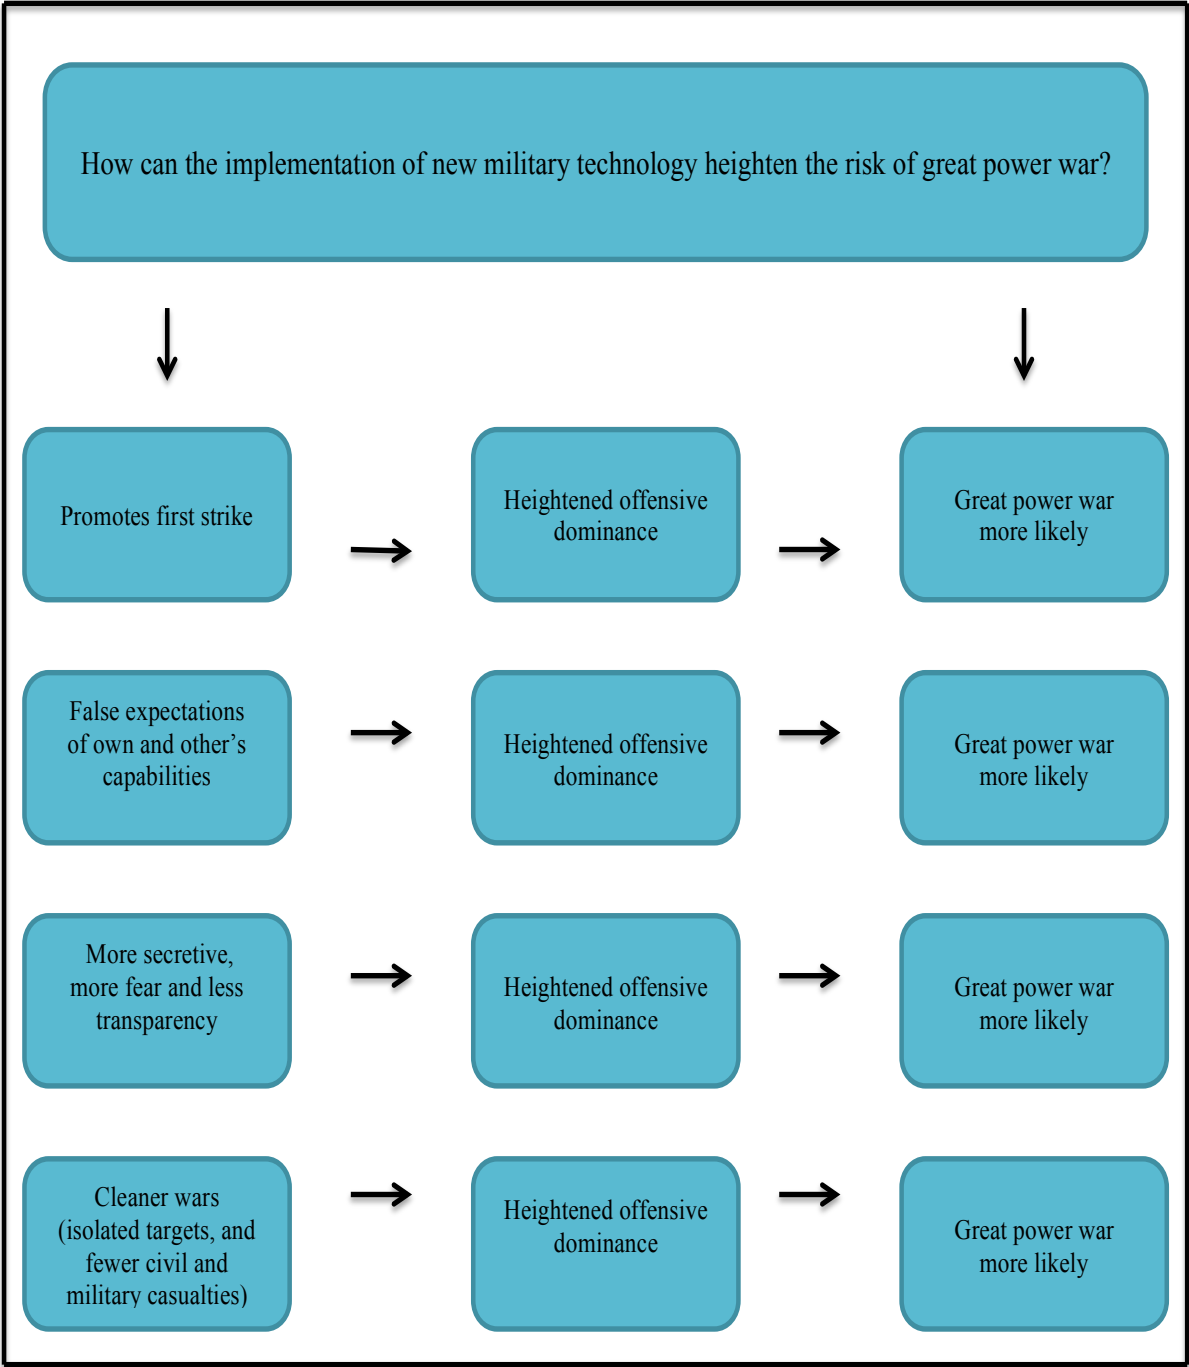 How can the implementation of new military technology heighten the risk of great power war?
Promotes first strike
Heightened offensive
dominance
Great power war
more likely
False expectations
of own and other’s
capabilities
Heightened offensive
dominance
Great power war
more likely
More secretive,
more fear and less
transparency
Heightened offensive
dominance
Great power war
more likely
Cleaner wars
(isolated targets, and
fewer civil and
military casualties)
Heightened offensive
dominance
Great power war
more likely